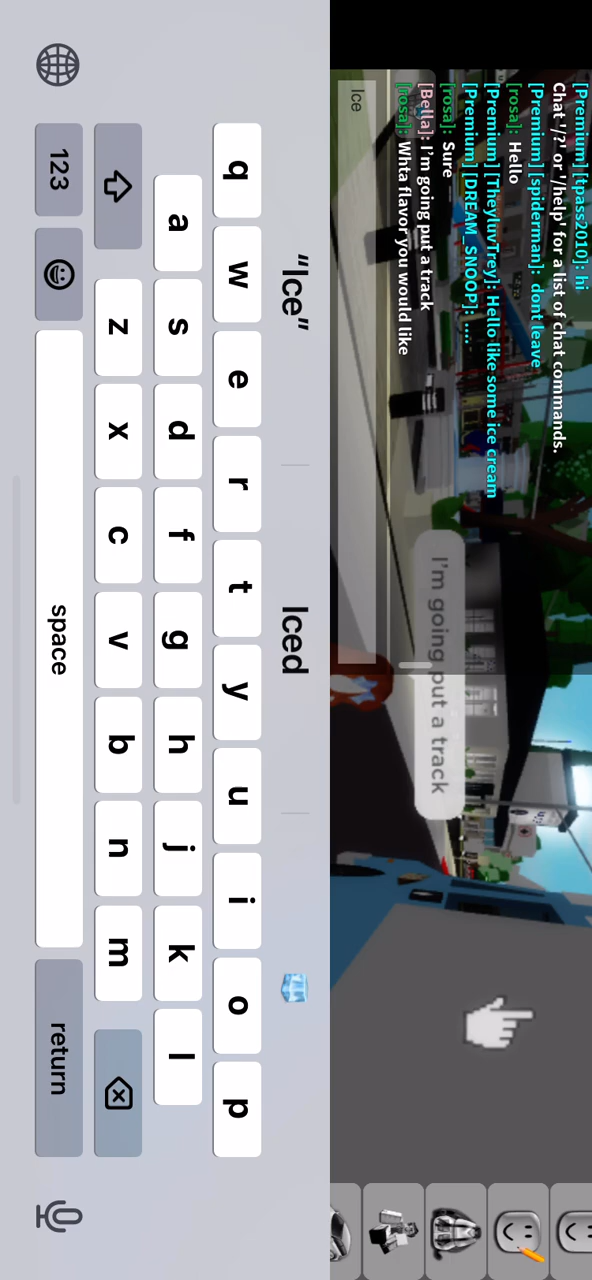 [Premium] [tpass2010]: hi
Chat '/?' or '/help' for a list of chat commands.
[Premium] [spiderman]: dont leave
[rosa]: Hello
[Premium] [TheyluvTrey]: Hello like some ice cream
[Premium] [DREAM_SNOOP]: ....
[rosa]: Sure
[Bella]: I'm going put a track
[rosa]: Whta flavor you would like
Ice
I'm going put a track
"Ice" Iced
q w e r t y u i o p
a s d f g h j k l
z x c v b n m
123 space return